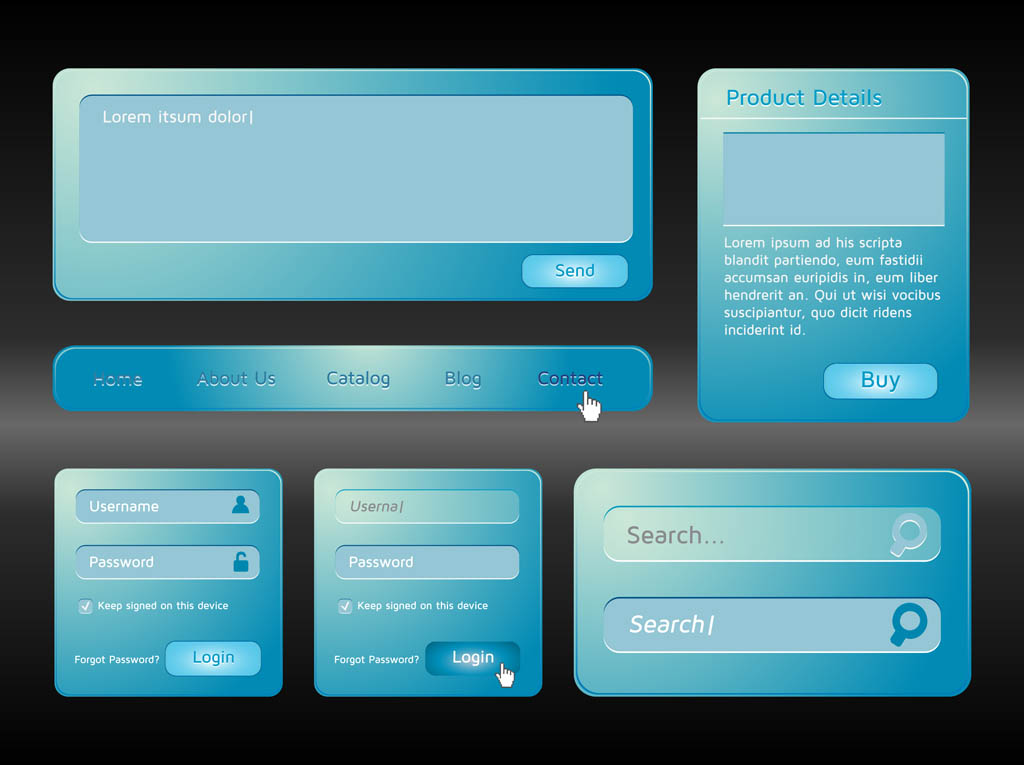 Lorem itsum dolor|
Send
Product Details
Lorem ipsum ad his scripta
blandit partiendo, eum fastidii
accumsan euripidis in, eum liber
hendrerit an. Qui ut wisi vocibus
suscipiantur, quo dicit ridens
inciderint id.
Buy
Home About Us Catalog Blog Contact
Username
Password
Keep signed on this device
Forgot Password? Login
Userna|
Password
Keep signed on this device
Forgot Password? Login
Search...
Search|